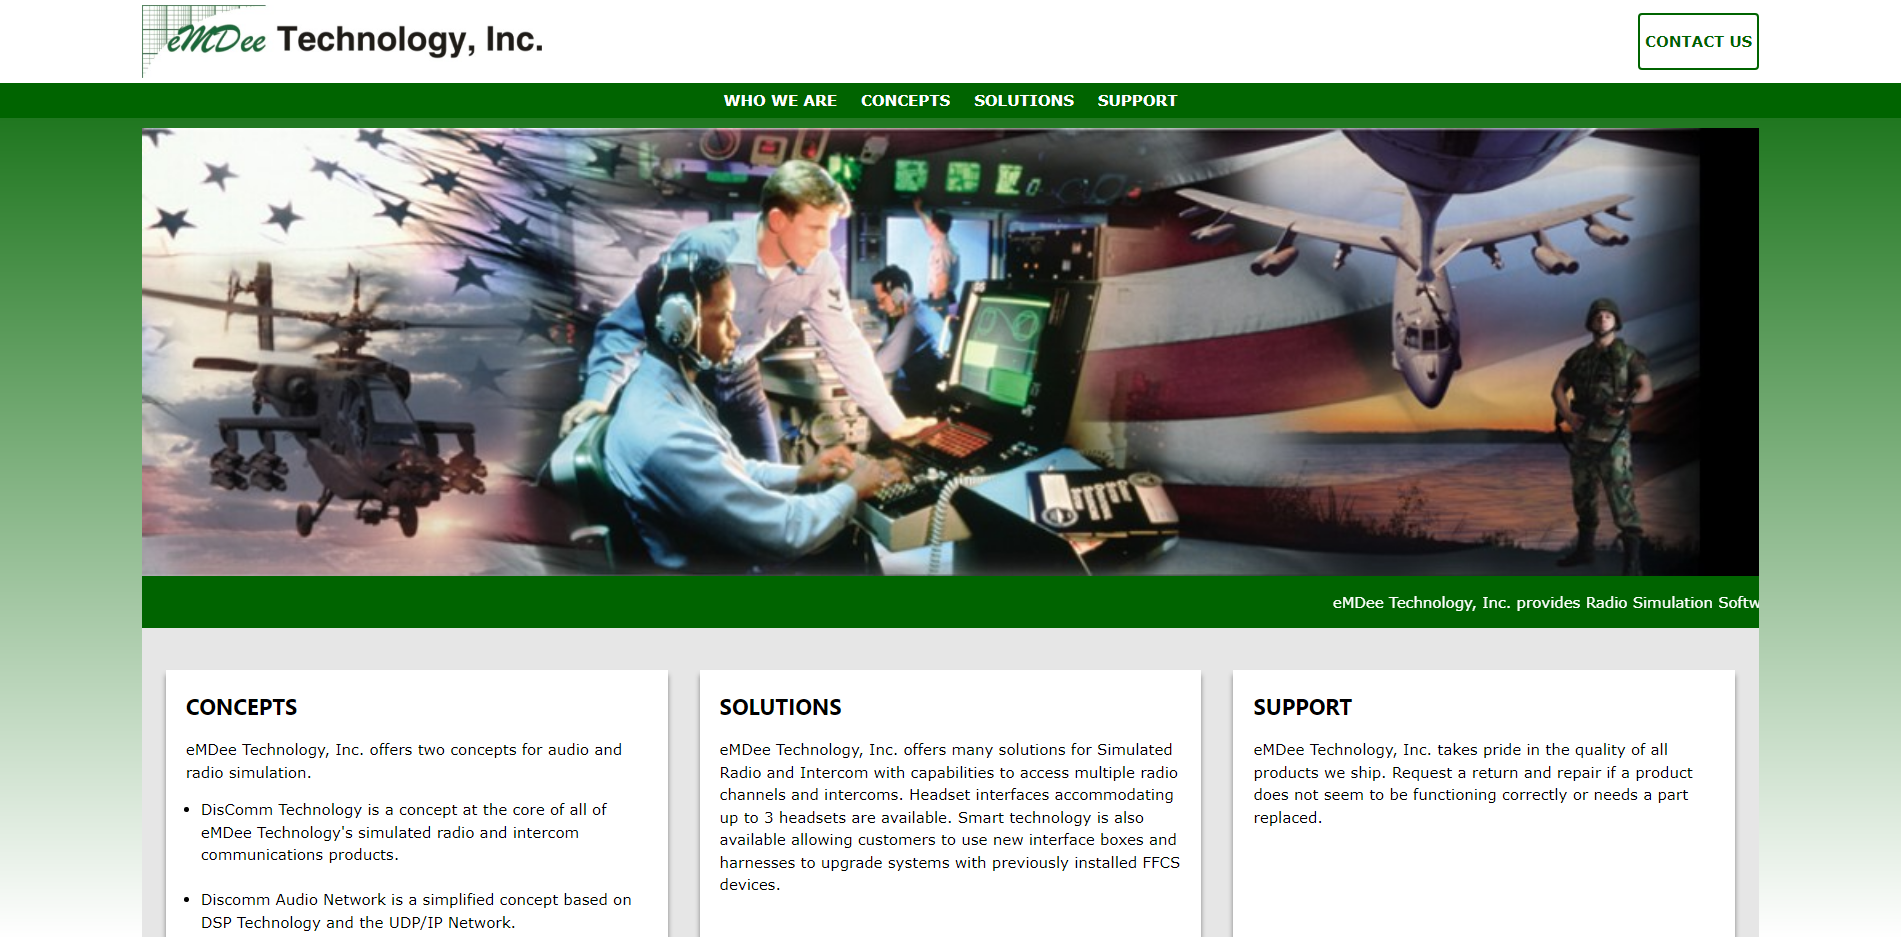 eMDee Technology, Inc.
CONTACT US
WHO WE ARE CONCEPTS SOLUTIONS SUPPORT
eMDee Technology, Inc. provides Radio Simulation Softw
CONCEPTS
eMDee Technology, Inc. offers two concepts for audio and
radio simulation.
• DisComm Technology is a concept at the core of all of
eMDee Technology's simulated radio and intercom
communications products.
• Discomm Audio Network is a simplified concept based on
DSP Technology and the UDP/IP Network.
SOLUTIONS
eMDee Technology, Inc. offers many solutions for Simulated
Radio and Intercom with capabilities to access multiple radio
channels and intercoms. Headset interfaces accommodating
up to 3 headsets are available. Smart technology is also
available allowing customers to use new interface boxes and
harnesses to upgrade systems with previously installed FFCS
devices.
SUPPORT
eMDee Technology, Inc. takes pride in the quality of all
products we ship. Request a return and repair if a product
does not seem to be functioning correctly or needs a part
replaced.